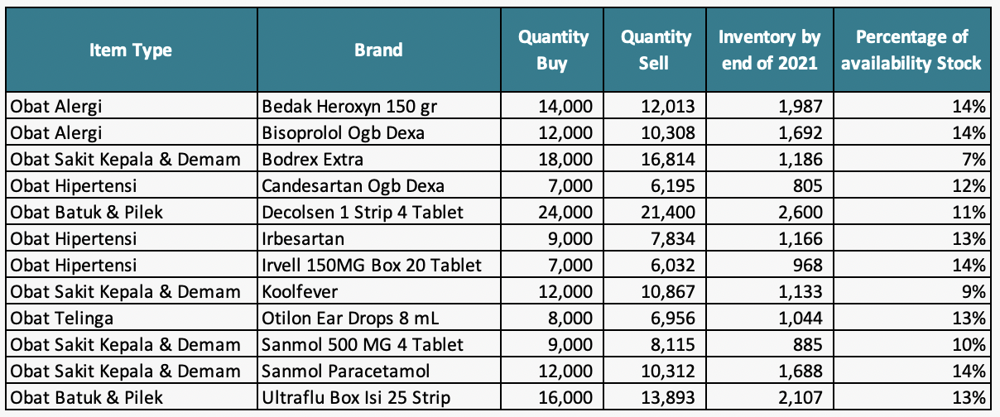 Item Type Brand Quantity Buy Quantity Sell Inventory by end of 2021 Percentage of availability Stock
Obat Alergi Bedak Heroxyn 150 gr 14,000 12,013 1,987 14%
Obat Alergi Bisoprolol Ogb Dexa 12,000 10,308 1,692 14%
Obat Sakit Kepala & Demam Bodrex Extra 18,000 16,814 1,186 7%
Obat Hipertensi Candesartan Ogb Dexa 7,000 6,195 805 12%
Obat Batuk & Pilek Decolsen 1 Strip 4 Tablet 24,000 21,400 2,600 11%
Obat Hipertensi Irbesartan 9,000 7,834 1,166 13%
Obat Hipertensi Irvell 150MG Box 20 Tablet 7,000 6,032 968 14%
Obat Sakit Kepala & Demam Koolfever 12,000 10,867 1,133 9%
Obat Telinga Otilon Ear Drops 8 mL 8,000 6,956 1,044 13%
Obat Sakit Kepala & Demam Sanmol 500 MG 4 Tablet 9,000 8,115 885 10%
Obat Sakit Kepala & Demam Sanmol Paracetamol 12,000 10,312 1,688 14%
Obat Batuk & Pilek Ultraflu Box Isi 25 Strip 16,000 13,893 2,107 13%